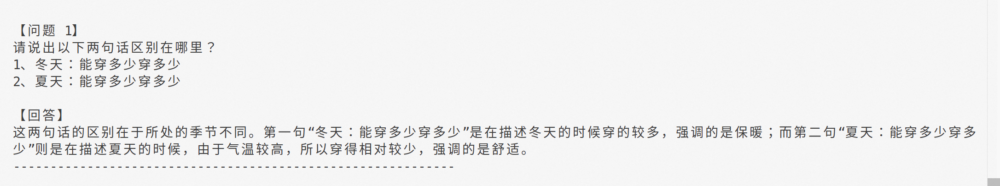 【问题 1】
请说出以下两句话区别在哪里？
1、冬天：能穿多少穿多少
2、夏天：能穿多少穿多少
【回答】
这两句话的区别在于所处的季节不同。第一句“冬天：能穿多少穿多少”是在描述冬天的时候穿的较多，强调的是保暖；而第二句“夏天：能穿多少穿多
少”则是在描述夏天的时候，由于气温较高，所以穿得相对较少，强调的是舒适。
------------------------------------------------------------